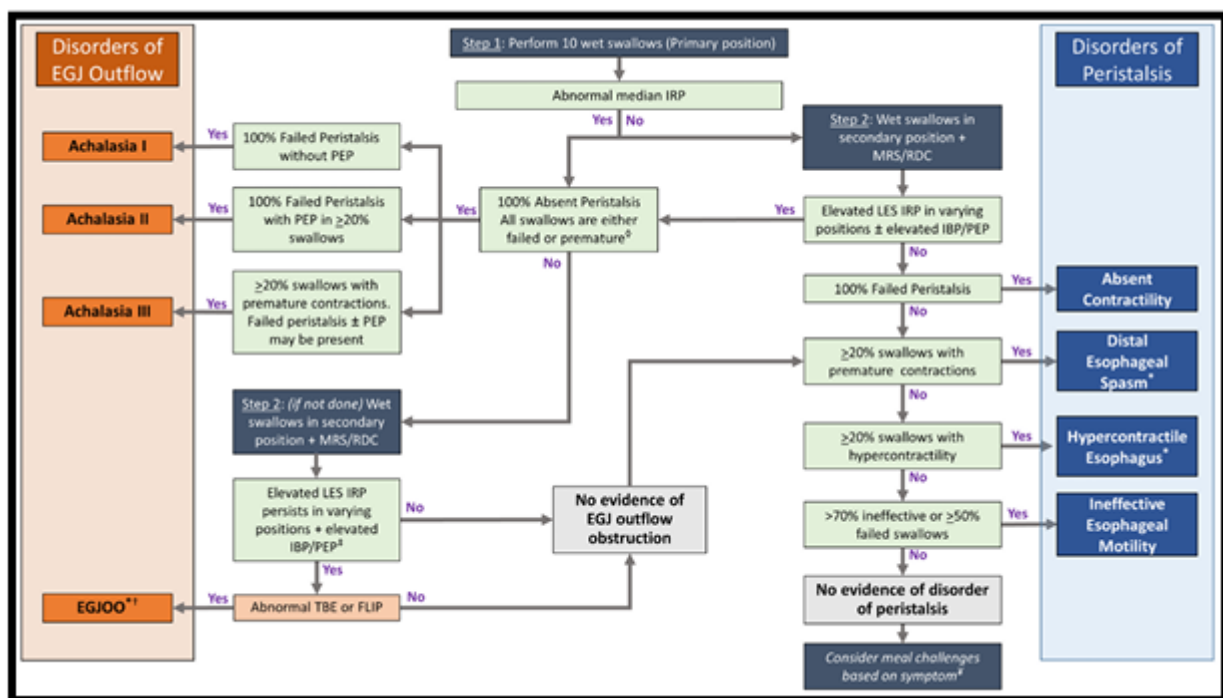 Disorders of
EGJ Outflow
Step 1: Perform 10 wet swallows (Primary position)
Disorders of
Peristalsis
Abnormal median IRP
Yes
No
Step 2: Wet swallows in
secondary position +
MRS/RDC
Achalasia I
Yes
100% Failed Peristalsis
without PEP
Achalasia II
Yes
100% Failed Peristalsis
with PEP in ≥20%
swallows
Yes
100% Absent Peristalsis
All swallows are either
failed or premature◊
Yes
Elevated LES IRP in varying
positions ± elevated IBP/PEP
No
No
Achalasia III
Yes
≥20% swallows with
premature contractions.
Failed peristalsis ± PEP
may be present
100% Failed Peristalsis
Yes
Absent
Contractility
No
≥20% swallows with
premature contractions
Yes
Distal
Esophageal
Spasm*
No
Step 2: (if not done) Wet
swallows in secondary
position + MRS/RDC
≥20% swallows with
hypercontractility
Yes
Hypercontractile
Esophagus*
No
Elevated LES IRP
persists in varying
positions + elevated
IBP/PEP‡
No
No evidence of
EGJ outflow
obstruction
>70% ineffective or ≥50%
failed swallows
Yes
Ineffective
Esophageal
Motility
Yes
No
EGJOO*†
Yes
Abnormal TBE or FLIP
No
No evidence of disorder
of peristalsis
Consider meal challenges
based on symptom¥